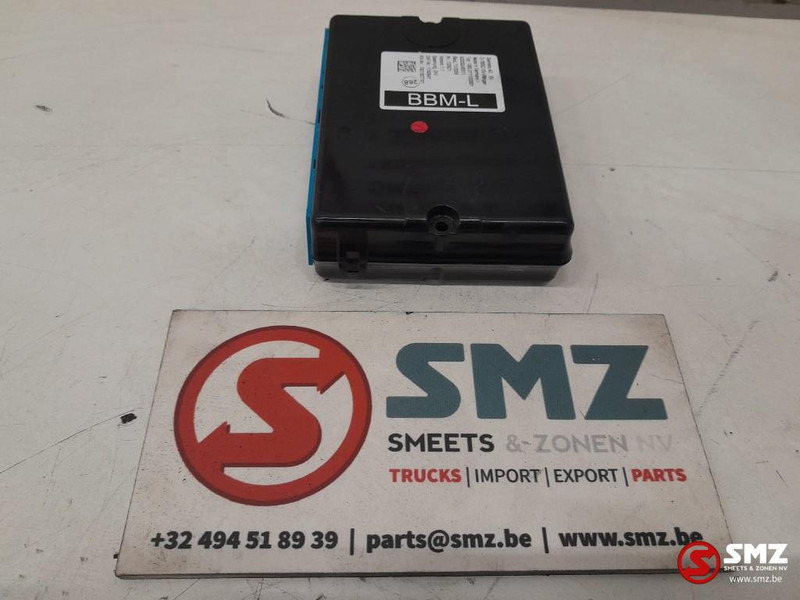 BBM-L
SMZ
SMEETS & ZONEN NV
TRUCKS | IMPORT | EXPORT | PARTS
+32 494 51 89 39 | parts@smz.be | www.smz.be
SMZ
SMEETS & ZONEN NV
www.smz.be